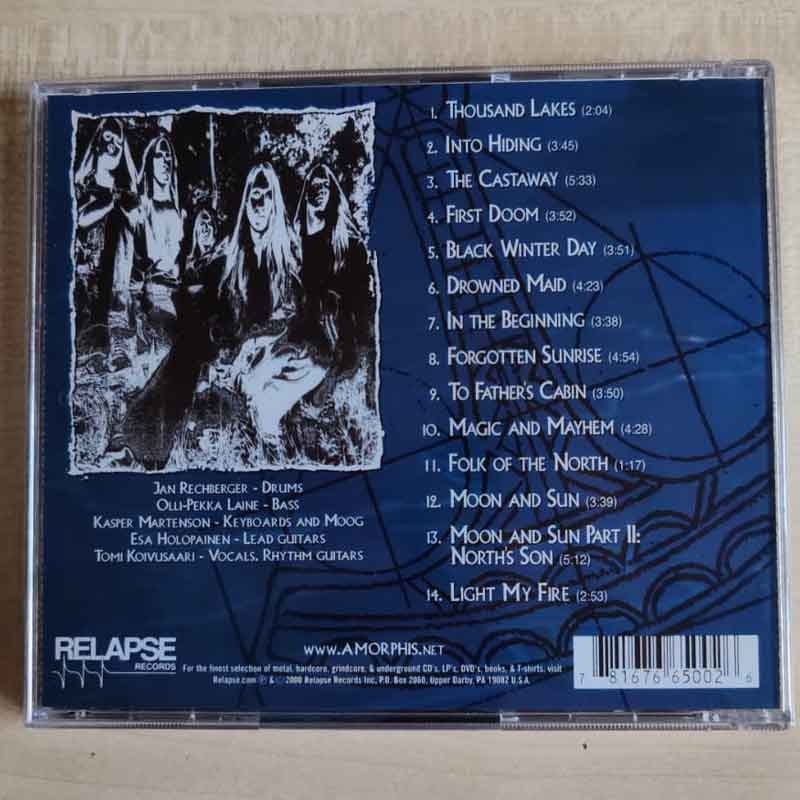 1. Thousand Lakes (2:04)
2. Into Hiding (3:45)
3. The Castaway (5:33)
4. First Doom (3:52)
5. Black Winter Day (3:51)
6. Drowned Maid (4:23)
7. In the Beginning (3:38)
8. Forgotten Sunrise (4:54)
9. To Father's Cabin (3:50)
10. Magic and Mayhem (4:28)
11. Folk of the North (1:17)
12. Moon and Sun (3:39)
13. Moon and Sun Part II:
North's Son (5:12)
14. Light My Fire (2:53)
Jan Rechberger - Drums
Olli-Pekka Laine - Bass
Kasper Martenson - Keyboards and Moog
Esa Holopainen - Lead guitars
Tomi Koivusaari - Vocals, Rhythm guitars
RELAPSE
RECORDS
www.amorphis.net
For the finest selection of metal, hardcore, grindcore, & underground CD's, LP's, DVD's, books, & T-shirts, visit
Relapse.com ℗ & © 2000 Relapse Records Inc, P.O. Box 2060, Upper Darby, PA 19082 U.S.A.
7 81676 65002 6